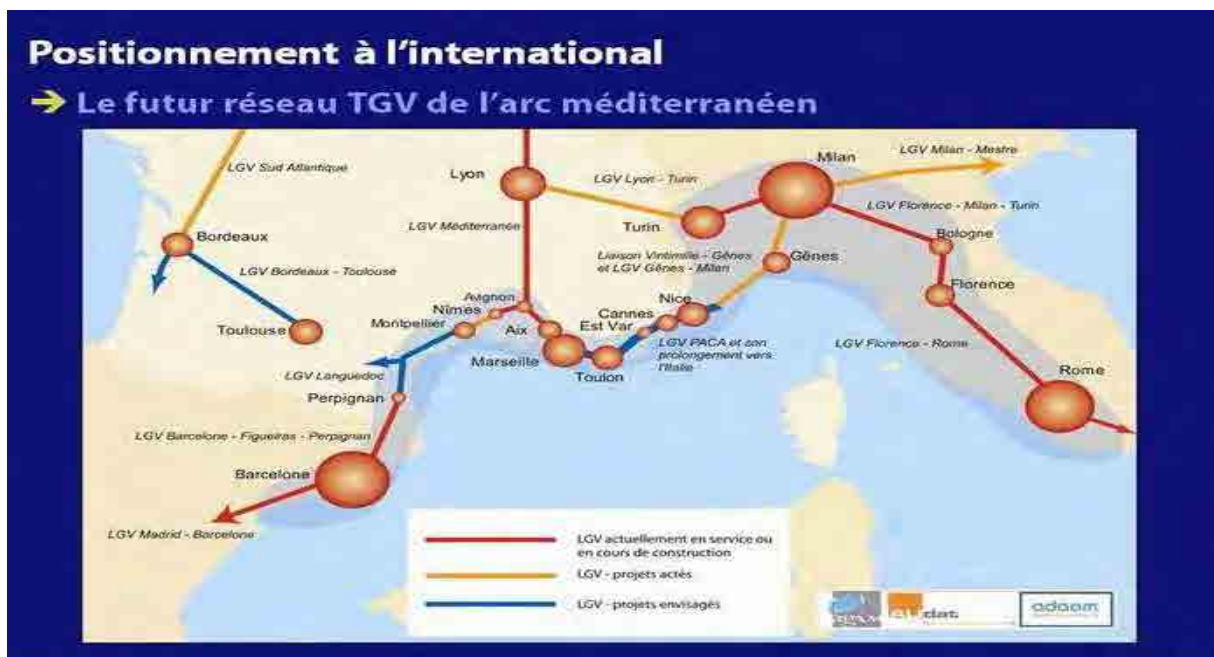 Positionnement à l'international
→ Le futur réseau TGV de l'arc méditerranéen
LGV Sud Atlantique
Lyon
LGV Lyon - Turin
Milan
LGV Milan - Mestre
Bordeaux
LGV Méditerranée
Turin
LGV Florence - Milan - Turin
Bologne
LGV Bordeaux - Toulouse
Liaison Vintimille - Gênes
et LGV Gênes - Milan
Gênes
Florence
Toulouse
Avignon
Nîmes
Montpellier
Aix
Marseille
Nice
Cannes
Est Var
Toulon
LGV PACA et son
prolongement vers
l'Italie
LGV Florence - Rome
LGV Languedoc
Perpignan
Rome
LGV Barcelone - Figueiras - Perpignan
Barcelone
LGV Madrid - Barcelone
LGV actuellement en service ou
en cours de construction
LGV - projets actés
LGV - projets envisagés
adaam